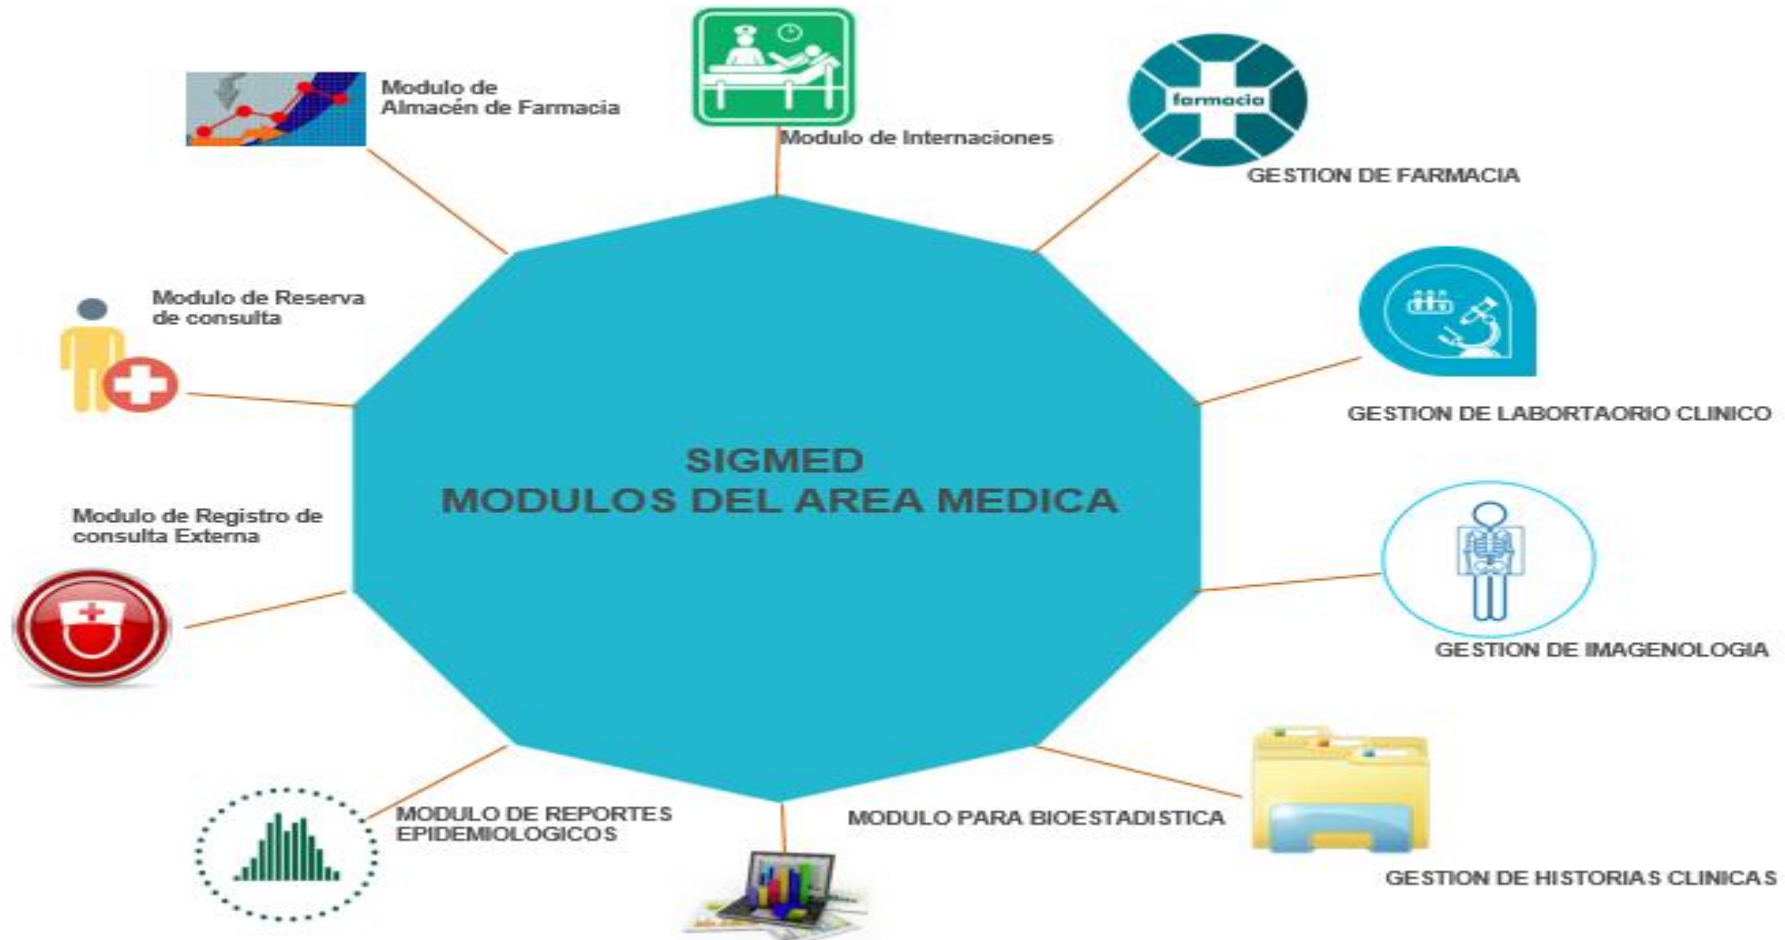 Modulo de
Almacén de Farmacia
Modulo de Internaciones
farmacia
GESTION DE FARMACIA
Modulo de Reserva
de consulta
GESTION DE LABORTAORIO CLINICO
SIGMED
MODULOS DEL AREA MEDICA
Modulo de Registro de
consulta Externa
GESTION DE IMAGENOLOGIA
MODULO DE REPORTES
EPIDEMIOLOGICOS
MODULO PARA BIOESTADISTICA
GESTION DE HISTORIAS CLINICAS